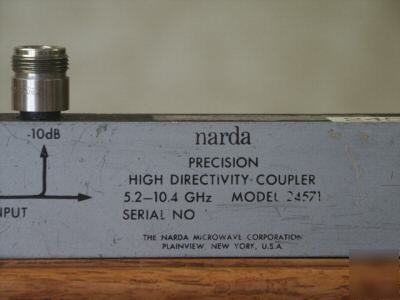 -10dB
narda
PRECISION
HIGH DIRECTIVITY COUPLER
5.2–10.4 GHz MODEL 24571
NPUT
SERIAL NO
THE NARDA MICROWAVE CORPORATION
PLAINVIEW, NEW YORK, U.S.A.